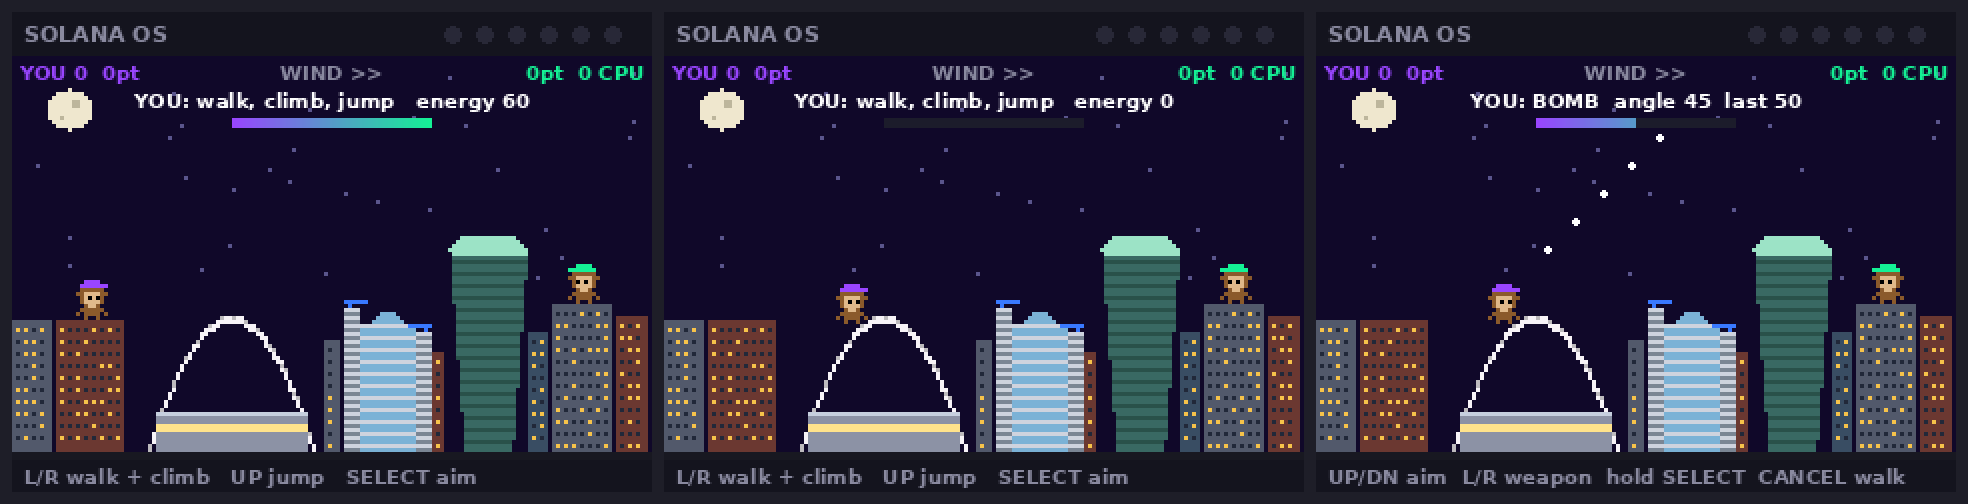 SOLANA OS
YOU 0 0pt WIND >> 0pt 0 CPU
YOU: walk, climb, jump energy 60
L/R walk + climb UP jump SELECT aim
SOLANA OS
YOU 0 0pt WIND >> 0pt 0 CPU
YOU: walk, climb, jump energy 0
L/R walk + climb UP jump SELECT aim
SOLANA OS
YOU 0 0pt WIND >> 0pt 0 CPU
YOU: BOMB angle 45 last 50
UP/DN aim L/R weapon hold SELECT CANCEL walk